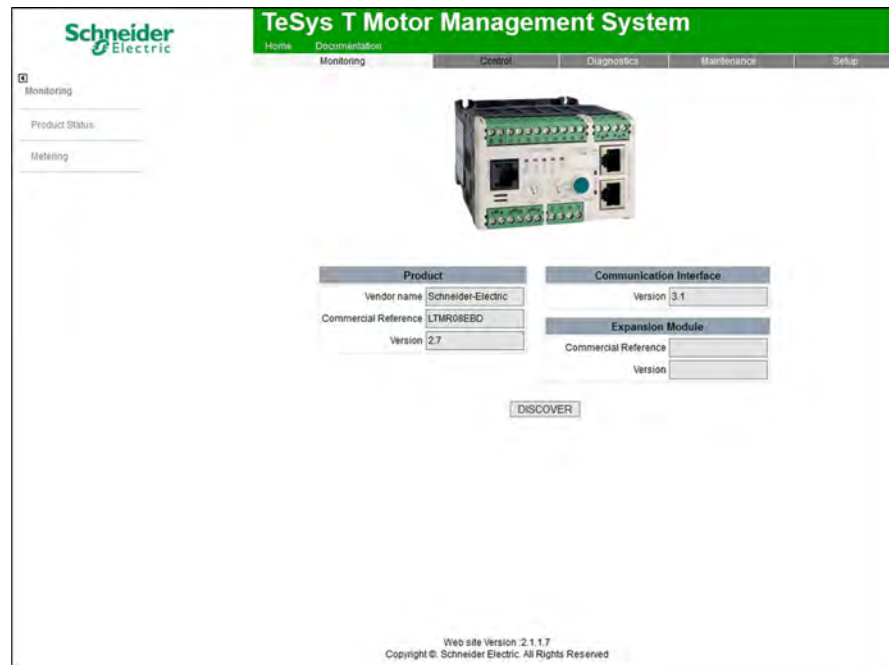 Schneider
Electric
TeSys T Motor Management System
Home Documentation
Monitoring Control Diagnostics Maintenance Setup
Monitoring
Product Status
Metering
Product
Vendor name Schneider-Electric
Commercial Reference LTMR08EBD
Version 2.7
Communication Interface
Version 3.1
Expansion Module
Commercial Reference
Version
DISCOVER
Web site Version :2.1.1.7
Copyright ©. Schneider Electric. All Rights Reserved